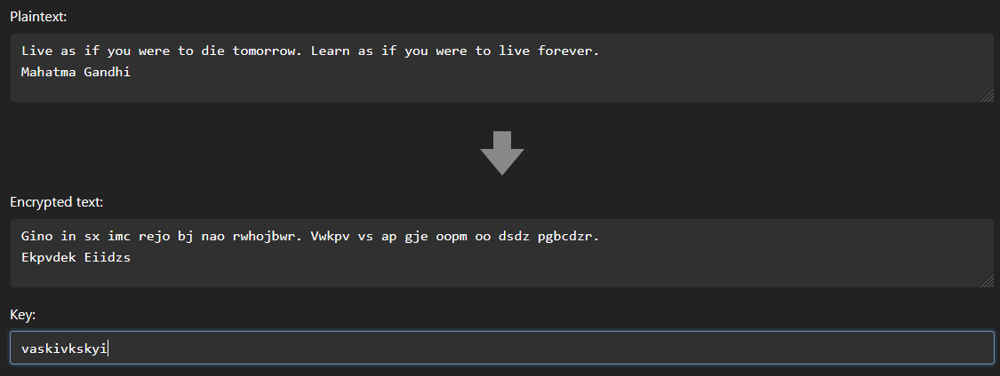 Plaintext:
Live as if you were to die tomorrow. Learn as if you were to live forever.
Mahatma Gandhi
Encrypted text:
Gino in sx imc rejo bj nao rwhojbwr. Vwkpv vs ap gje oopm oo dsdz pgbcdzr.
Ekpvdek Eiidzs
Key:
vaskivkskyi